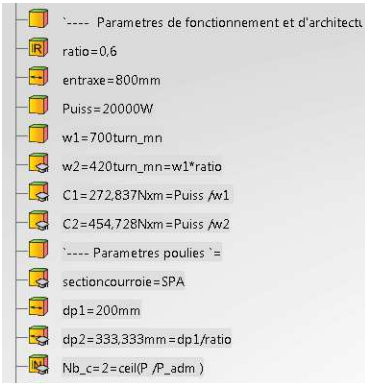 `---- Parametres de fonctionnement et d'architectu
ratio=0,6
entraxe=800mm
Puiss=20000W
w1=700turn_mn
w2=420turn_mn=w1*ratio
C1=272,837Nxm=Puiss /w1
C2=454,728Nxm=Puiss /w2
`---- Parametres poulies `=
sectioncourroie=SPA
dp1=200mm
dp2=333,333mm=dp1/ratio
Nb_c=2=ceil(P /P_adm )